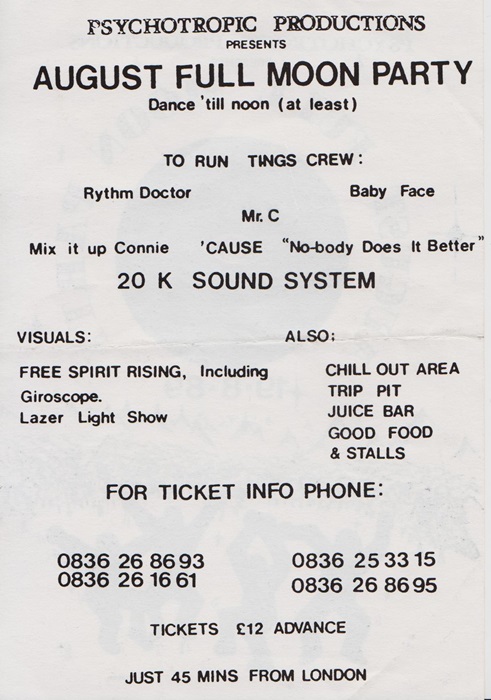 PSYCHOTROPIC PRODUCTIONS
PRESENTS
AUGUST FULL MOON PARTY
Dance 'till noon (at least)
TO RUN TINGS CREW:
Rythm Doctor Baby Face
Mr. C
Mix it up Connie 'CAUSE "No-body Does It Better"
20 K SOUND SYSTEM
VISUALS:
FREE SPIRIT RISING, Including
Giroscope.
Lazer Light Show
ALSO:
CHILL OUT AREA
TRIP PIT
JUICE BAR
GOOD FOOD
& STALLS
FOR TICKET INFO PHONE:
0836 26 86 93 0836 25 33 15
0836 26 16 61 0836 26 86 95
TICKETS £12 ADVANCE
JUST 45 MINS FROM LONDON